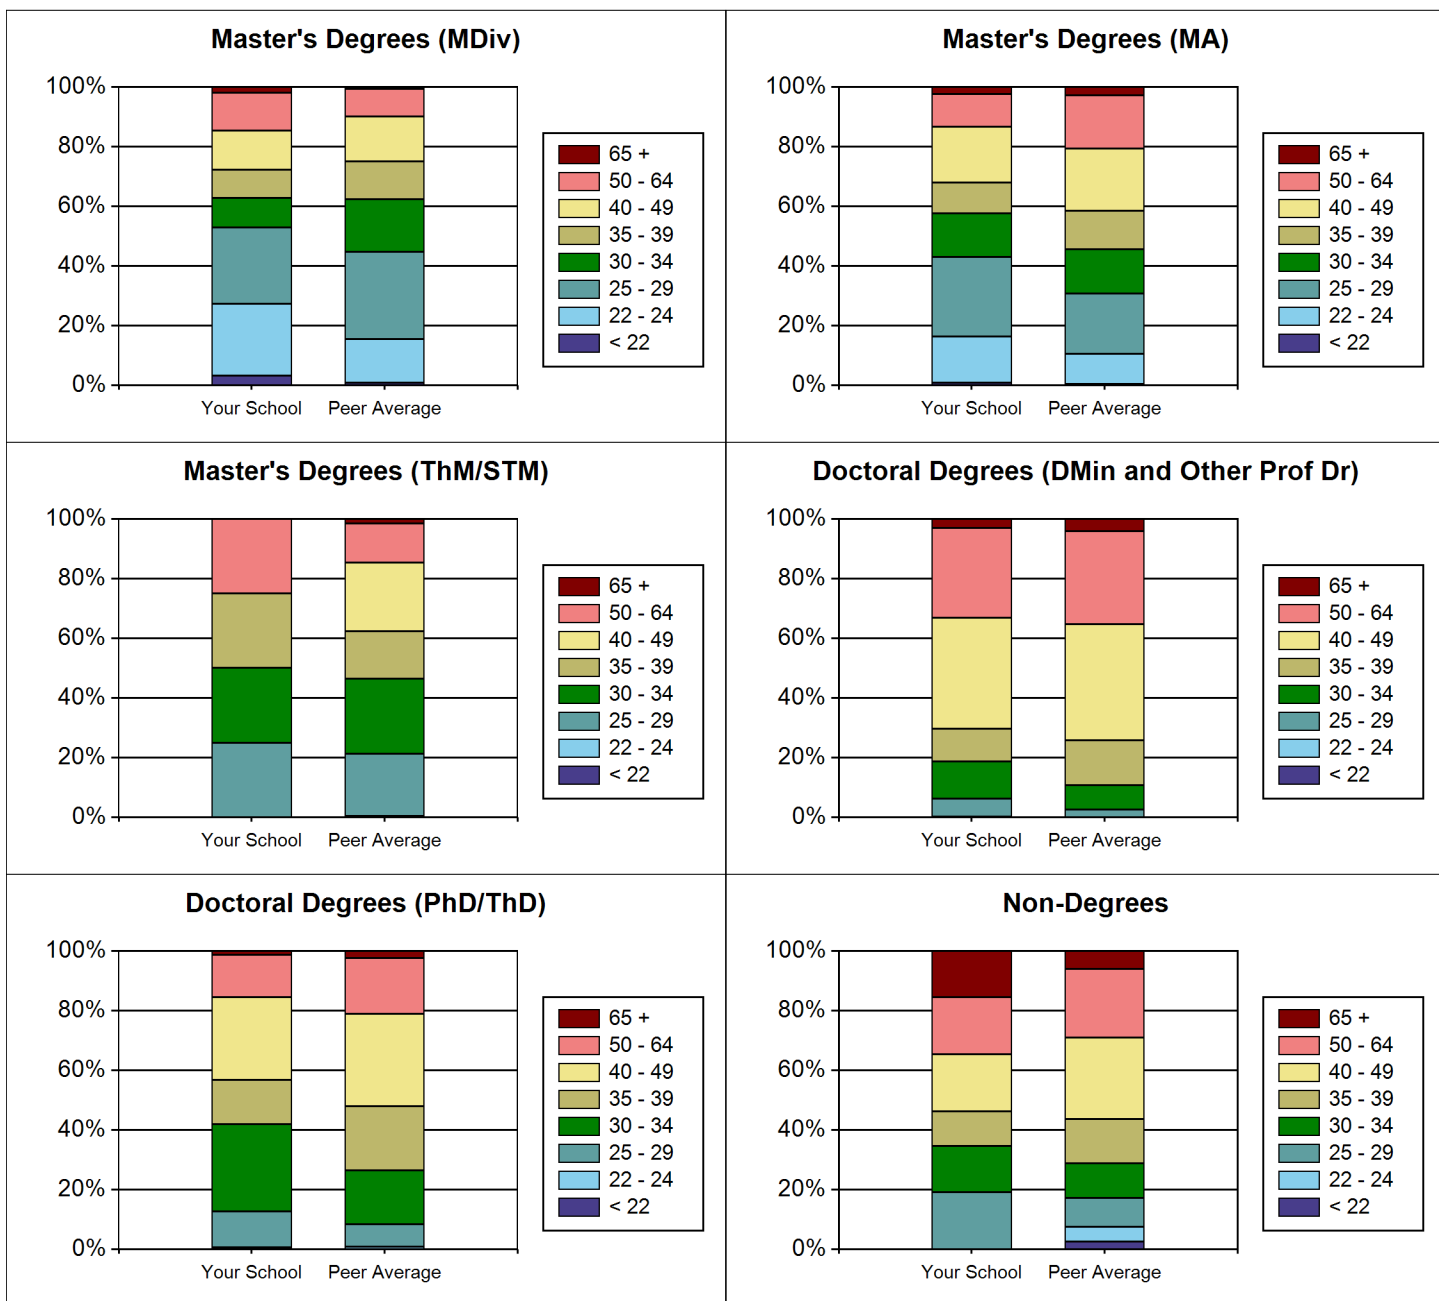 Master's Degrees (MDiv)
100%
80%
60%
40%
20%
0%
Your School
Peer Average
65 +
50 - 64
40 - 49
35 - 39
30 - 34
25 - 29
22 - 24
< 22
Master's Degrees (MA)
100%
80%
60%
40%
20%
0%
Your School
Peer Average
65 +
50 - 64
40 - 49
35 - 39
30 - 34
25 - 29
22 - 24
< 22
Master's Degrees (ThM/STM)
100%
80%
60%
40%
20%
0%
Your School
Peer Average
65 +
50 - 64
40 - 49
35 - 39
30 - 34
25 - 29
22 - 24
< 22
Doctoral Degrees (DMin and Other Prof Dr)
100%
80%
60%
40%
20%
0%
Your School
Peer Average
65 +
50 - 64
40 - 49
35 - 39
30 - 34
25 - 29
22 - 24
< 22
Doctoral Degrees (PhD/ThD)
100%
80%
60%
40%
20%
0%
Your School
Peer Average
65 +
50 - 64
40 - 49
35 - 39
30 - 34
25 - 29
22 - 24
< 22
Non-Degrees
100%
80%
60%
40%
20%
0%
Your School
Peer Average
65 +
50 - 64
40 - 49
35 - 39
30 - 34
25 - 29
22 - 24
< 22